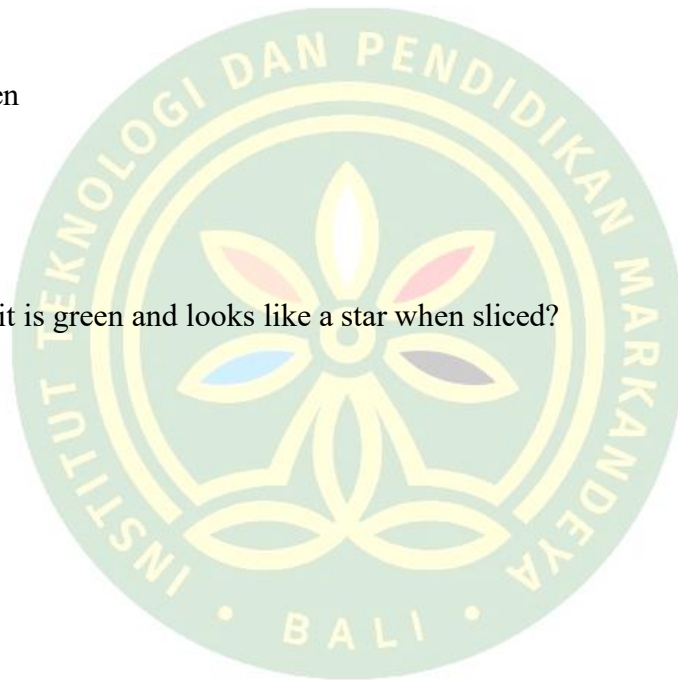 en
it is green and looks like a star when sliced?
INSTITUT TEKNOLOGI DAN PENDIDIKAN MARKANDEYA
• BALI •